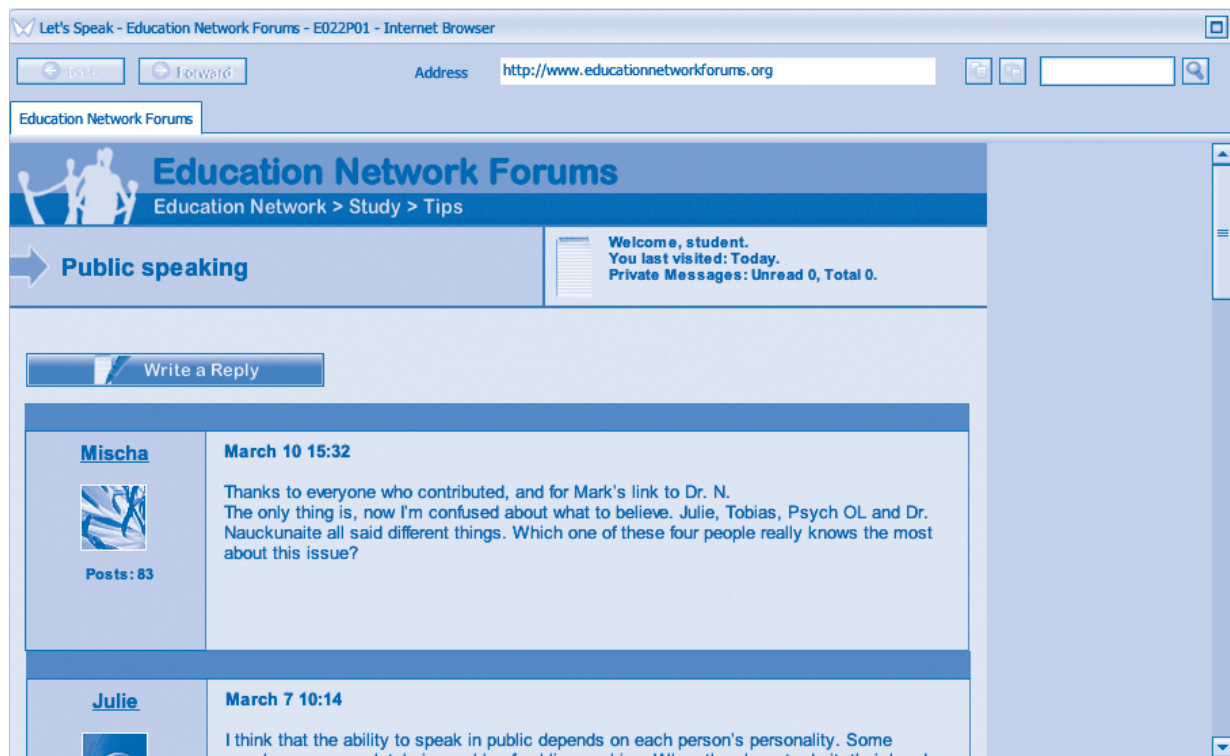 Let's Speak - Education Network Forums - E022P01 - Internet Browser
Back Forward Address http://www.educationnetworkforums.org
Education Network Forums
Education Network Forums
Education Network > Study > Tips
Public speaking
Welcome, student.
You last visited: Today.
Private Messages: Unread 0, Total 0.
Write a Reply
Mischa
Posts: 83
March 10 15:32
Thanks to everyone who contributed, and for Mark's link to Dr. N.
The only thing is, now I'm confused about what to believe. Julie, Tobias, Psych OL and Dr.
Nauckunaite all said different things. Which one of these four people really knows the most
about this issue?
Julie
March 7 10:14
I think that the ability to speak in public depends on each person's personality. Some